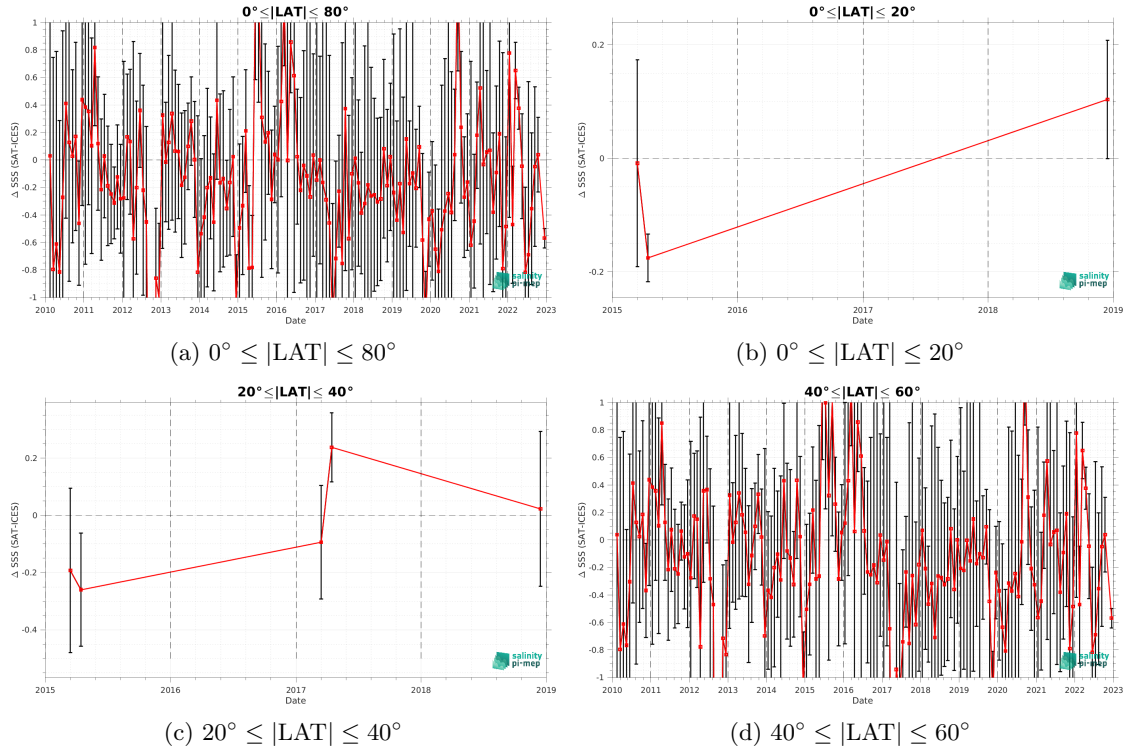 0°≤|LAT|≤ 80°
Δ SSS (SAT-ICES)
1
0.8
0.6
0.4
0.2
0
-0.2
-0.4
-0.6
-0.8
-1
2010 2011 2012 2013 2014 2015 2016 2017 2018 2019 2020 2021 2022 2023
Date
salinity
pi-mep
(a) 0° ≤ |LAT| ≤ 80°
0°≤|LAT|≤ 20°
Δ SSS (SAT-ICES)
0.2
0
-0.2
2015 2016 2017 2018 2019
Date
salinity
pi-mep
(b) 0° ≤ |LAT| ≤ 20°
20°≤|LAT|≤ 40°
Δ SSS (SAT-ICES)
0.2
0
-0.2
-0.4
2015 2016 2017 2018 2019
Date
salinity
pi-mep
(c) 20° ≤ |LAT| ≤ 40°
40°≤|LAT|≤ 60°
Δ SSS (SAT-ICES)
1
0.8
0.6
0.4
0.2
0
-0.2
-0.4
-0.6
-0.8
-1
2010 2011 2012 2013 2014 2015 2016 2017 2018 2019 2020 2021 2022 2023
Date
salinity
pi-mep
(d) 40° ≤ |LAT| ≤ 60°